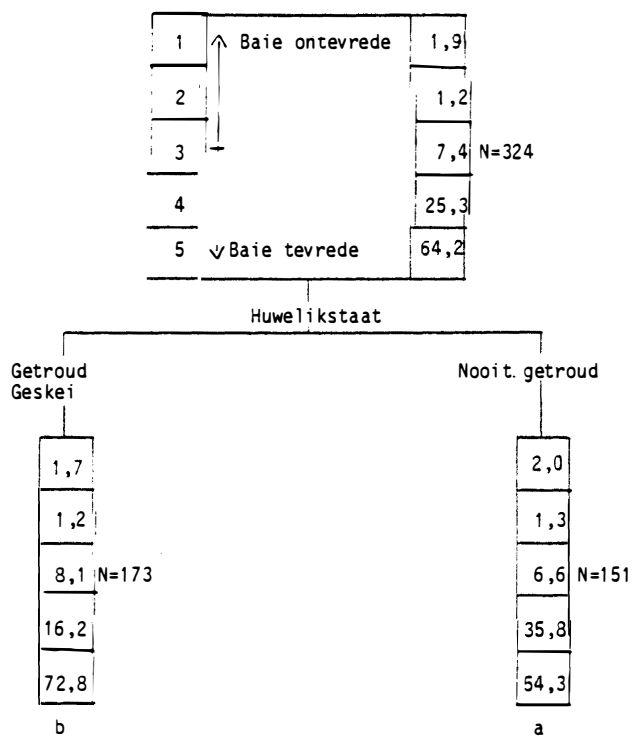 1 Baie ontevrede 1,9
2 1,2
3 7,4 N=324
4 25,3
5 Baie tevrede 64,2
Huwelikstaat
Getroud Nooit getroud
Geskei
1,7 2,0
1,2 1,3
8,1 N=173 6,6 N=151
16,2 35,8
72,8 54,3
b a